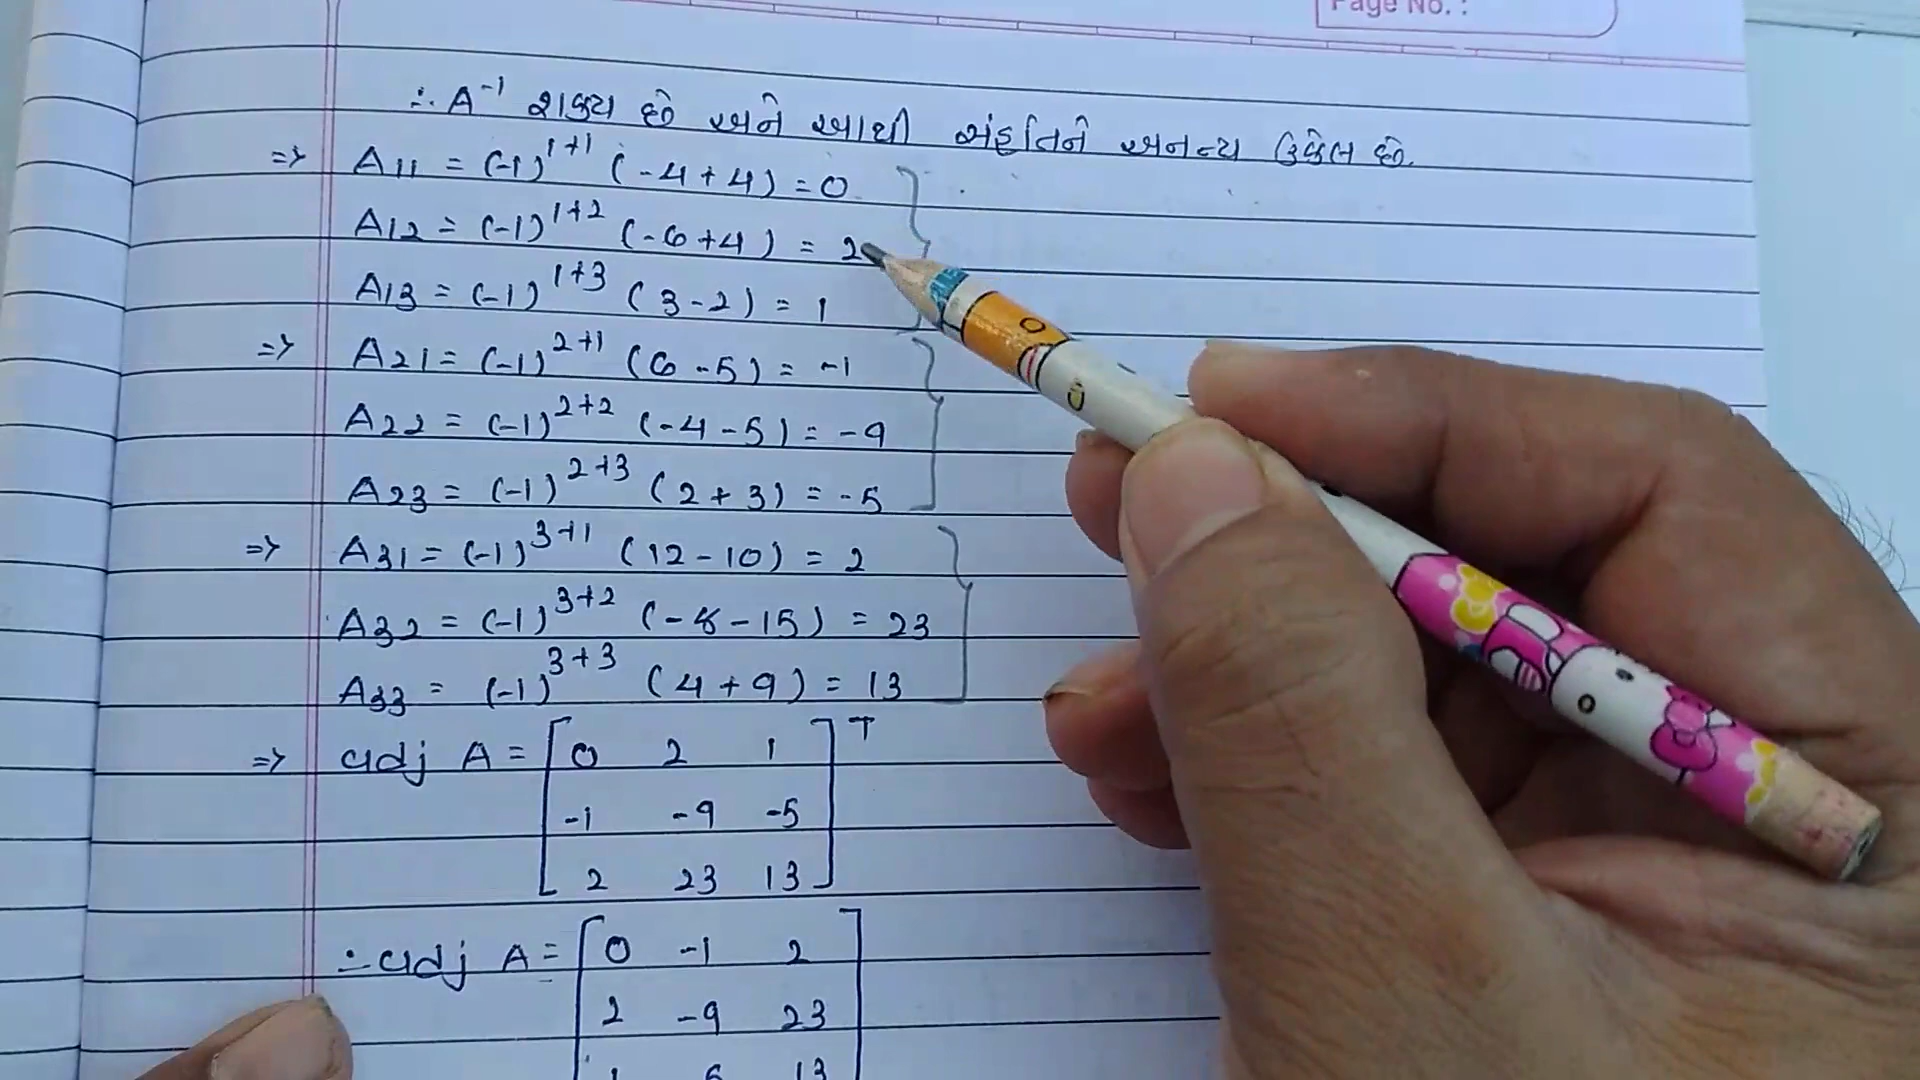 Page No. :
∴ A⁻¹ શક્ય છે અને આથી સંહતિને અનન્ય ઉકેલ છે.
⇒ A11 = (-1)^1+1 (-4+4) = 0
A12 = (-1)^1+2 (-6+4) = 2
A13 = (-1)^1+3 (3-2) = 1
⇒ A21 = (-1)^2+1 (6-5) = -1
A22 = (-1)^2+2 (-4-5) = -9
A23 = (-1)^2+3 (2+3) = -5
⇒ A31 = (-1)^3+1 (12-10) = 2
A32 = (-1)^3+2 (-8-15) = 23
A33 = (-1)^3+3 (4+9) = 13
⇒ adj A = [0 2 1]^T
-1 -9 -5
2 23 13
∴ adj A = [0 -1 2]
2 -9 23
13